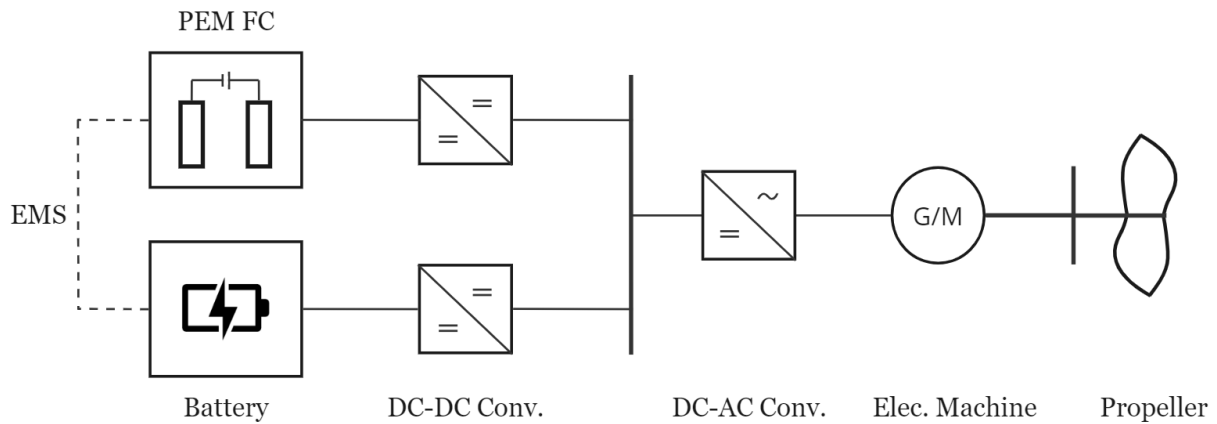 PEM FC
EMS
G/M
Battery
DC-DC Conv.
DC-AC Conv.
Elec. Machine
Propeller